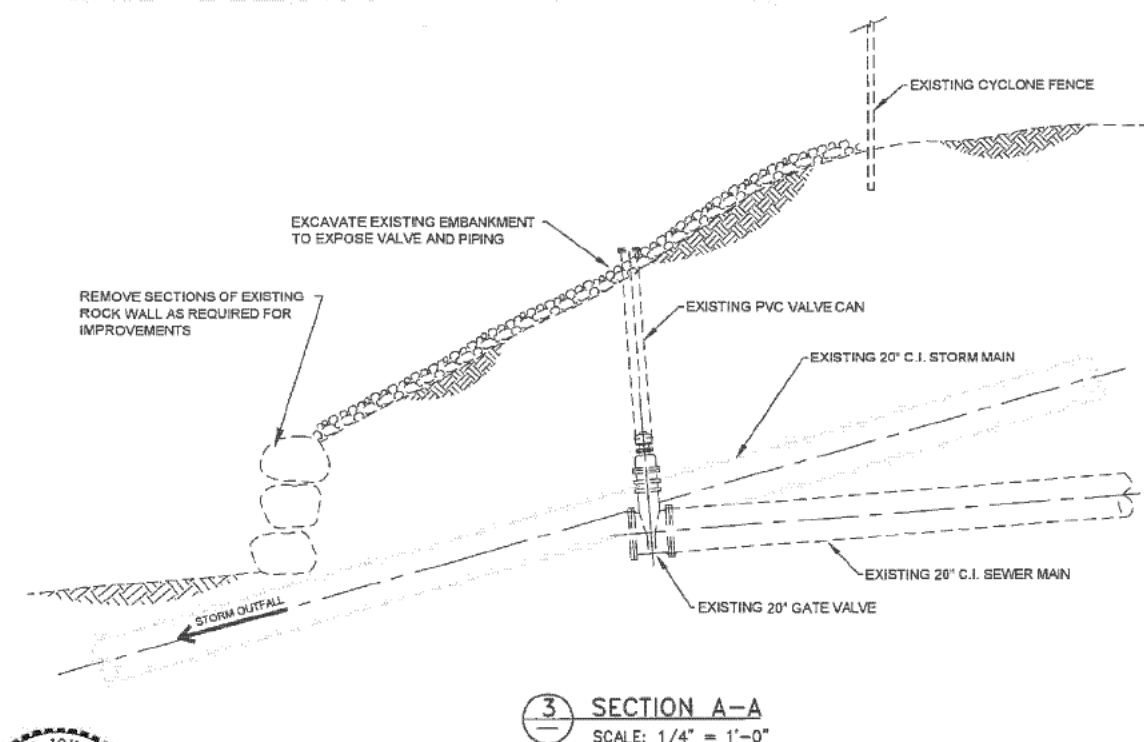 EXISTING CYCLONE FENCE
EXCAVATE EXISTING EMBANKMENT
TO EXPOSE VALVE AND PIPING
REMOVE SECTIONS OF EXISTING
ROCK WALL AS REQUIRED FOR
IMPROVEMENTS
EXISTING PVC VALVE CAN
EXISTING 20" C.I. STORM MAIN
EXISTING 20" C.I. SEWER MAIN
EXISTING 20" GATE VALVE
STORM OUTFALL
3 SECTION A-A
SCALE: 1/4" = 1'-0"